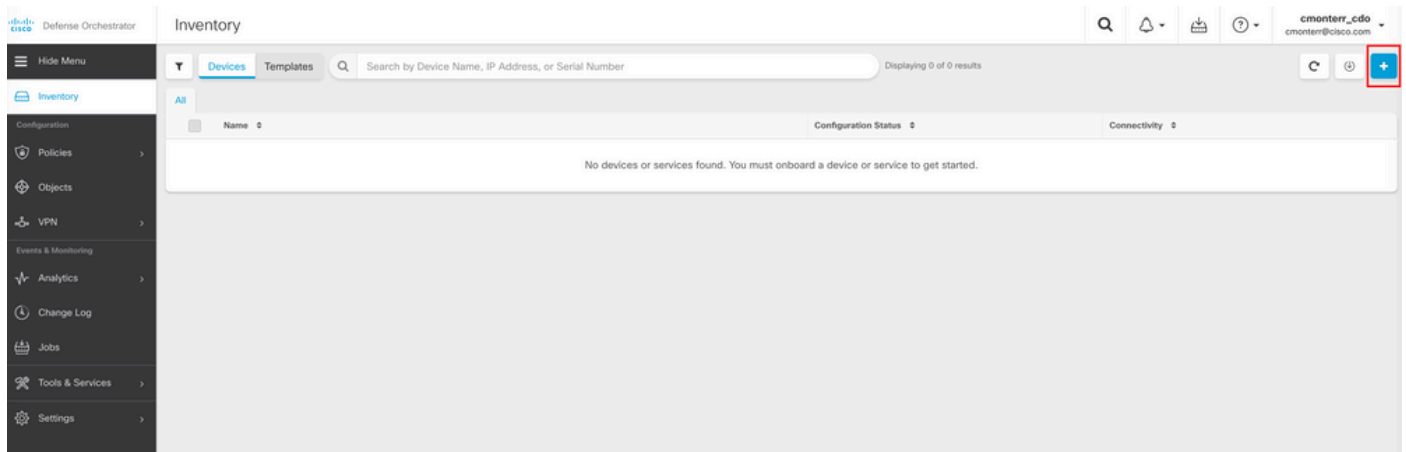 cisco Defense Orchestrator
Inventory
cmonterr_cdo
cmonterr@cisco.com
Hide Menu
Devices Templates Search by Device Name, IP Address, or Serial Number Displaying 0 of 0 results
Inventory
All
Configuration
Name Configuration Status Connectivity
Policies
No devices or services found. You must onboard a device or service to get started.
Objects
VPN
Events & Monitoring
Analytics
Change Log
Jobs
Tools & Services
Settings